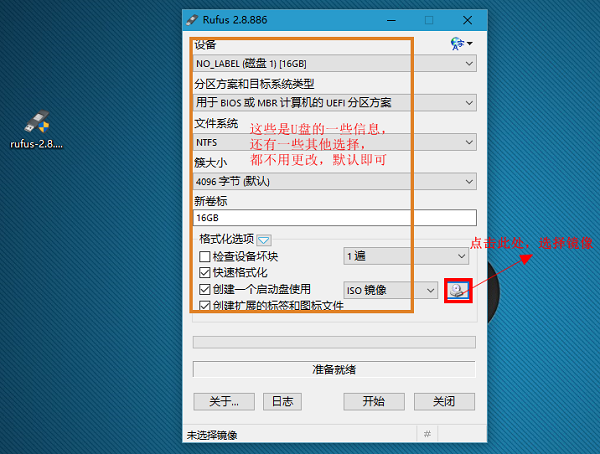 Rufus 2.8.886
设备
NO_LABEL (磁盘 1) [16GB]
分区方案和目标系统类型
用于 BIOS 或 MBR 计算机的 UEFI 分区方案
文件系统
这些是U盘的一些信息,
NTFS
还有一些其他选择,
都不用更改,默认即可
簇大小
4096 字节 (默认)
新卷标
16GB
格式化选项
点击此处,选择镜像
检查设备坏块
1 遍
快速格式化
创建一个启动盘使用
ISO 镜像
创建扩展的标签和图标文件
准备就绪
关于...
日志
开始
关闭
未选择镜像
#
rufus-2.8....